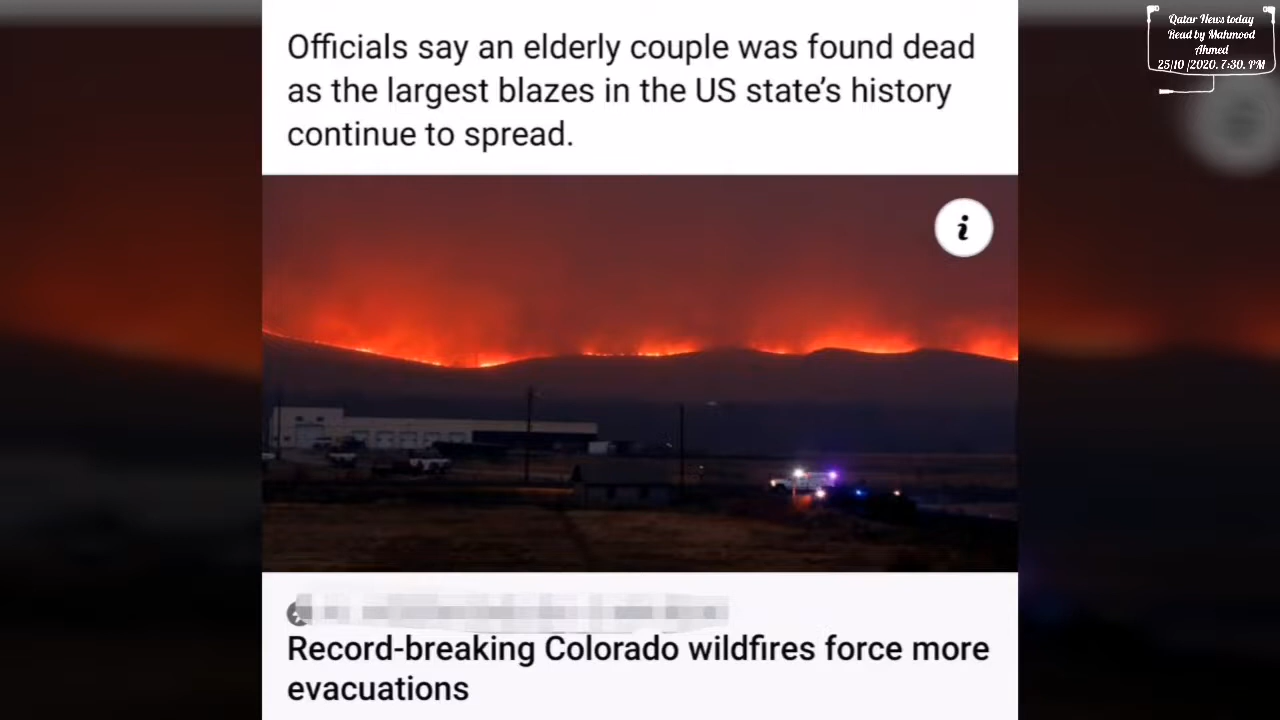 Qatar News today
Read by Mahmood
Ahmed
25/10/2020. 7:30. PM
Officials say an elderly couple was found dead
as the largest blazes in the US state’s history
continue to spread.
i
Record-breaking Colorado wildfires force more
evacuations